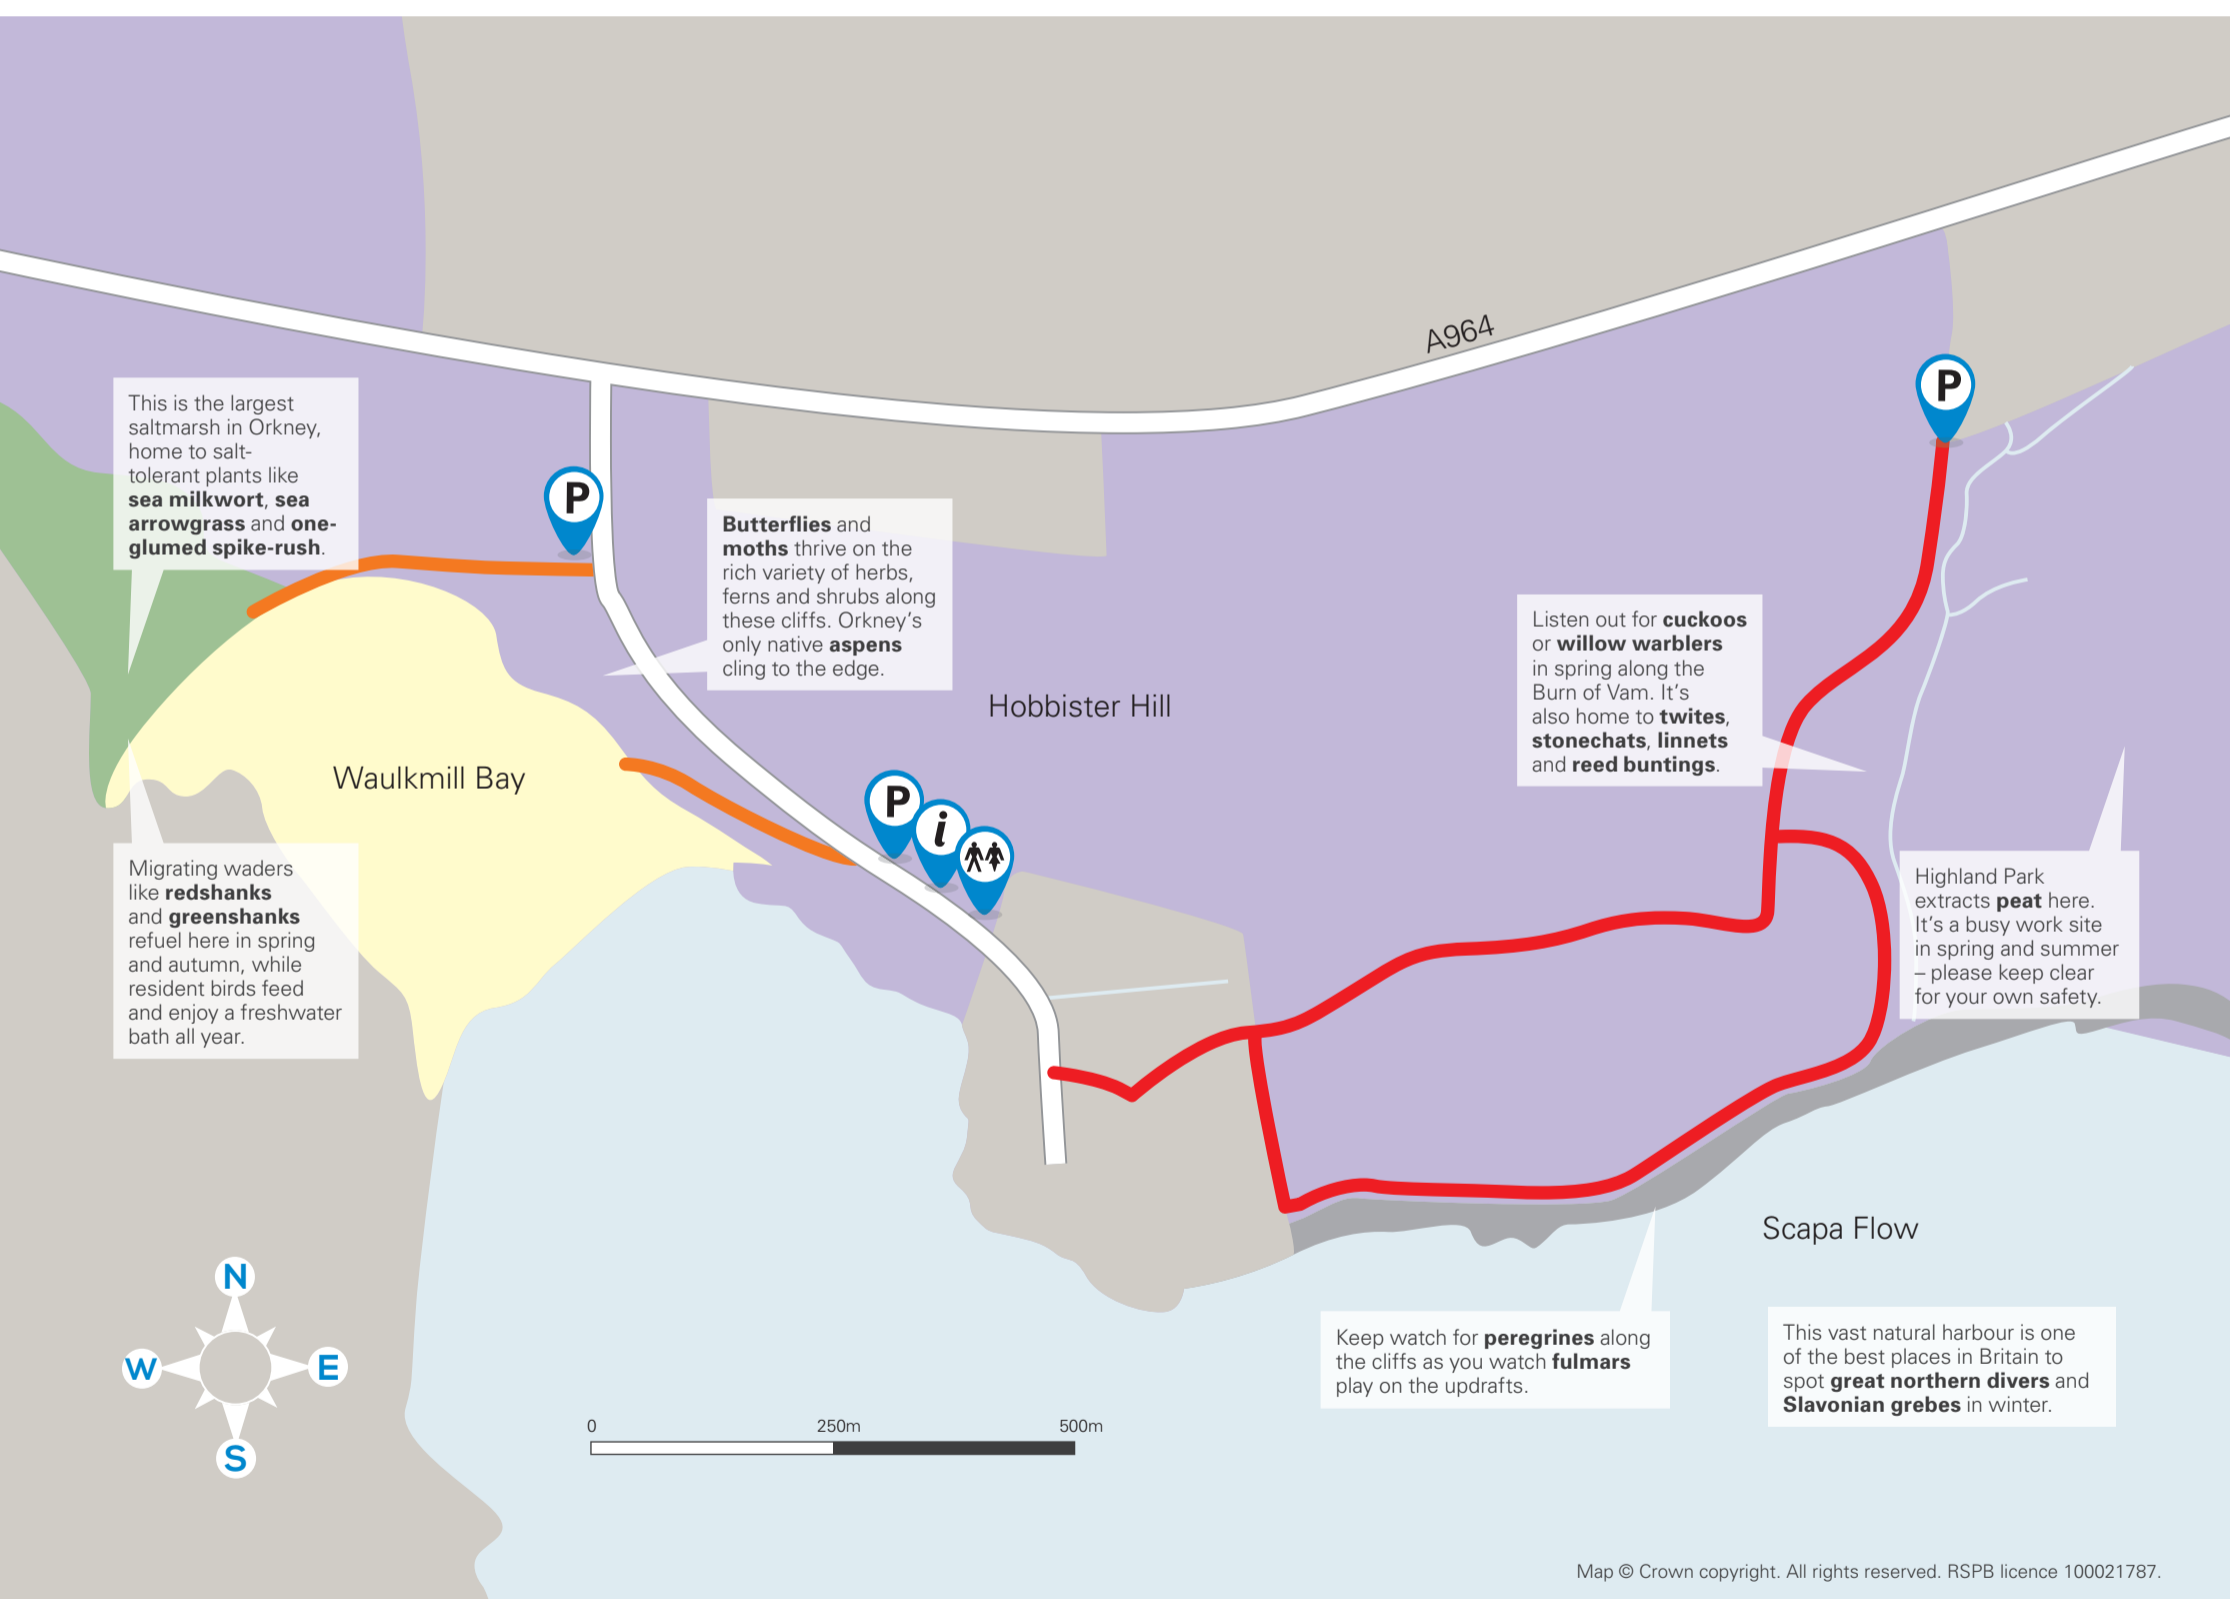 A964
P
This is the largest
saltmarsh in Orkney,
home to salt-
tolerant plants like
sea milkwort, sea
arrowgrass and one-
glumed spike-rush.
P
Butterflies and
moths thrive on the
rich variety of herbs,
ferns and shrubs along
these cliffs. Orkney's
only native aspens
cling to the edge.
Listen out for cuckoos
or willow warblers
in spring along the
Burn of Vam. It's
also home to twites,
stonechats, linnets
and reed buntings.
Hobbister Hill
Waulkmill Bay
P
i
Migrating waders
like redshanks
and greenshanks
refuel here in spring
and autumn, while
resident birds feed
and enjoy a freshwater
bath all year.
Highland Park
extracts peat here.
It's a busy work site
in spring and summer
– please keep clear
for your own safety.
Scapa Flow
Keep watch for peregrines along
the cliffs as you watch fulmars
play on the updrafts.
This vast natural harbour is one
of the best places in Britain to
spot great northern divers and
Slavonian grebes in winter.
N
W E
S
0 250m 500m
Map © Crown copyright. All rights reserved. RSPB licence 100021787.